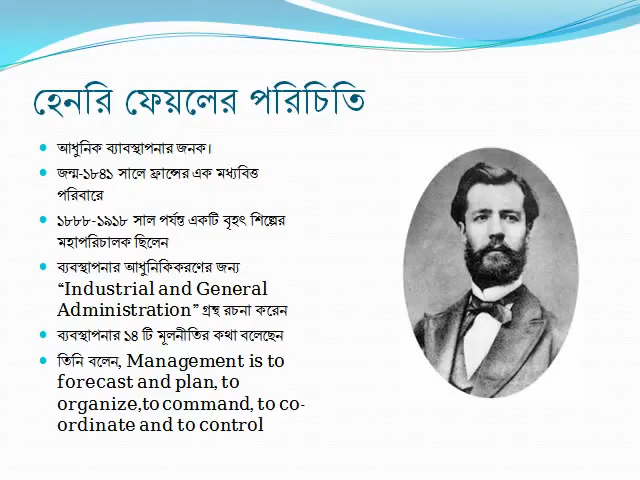 হেনরি ফেয়লের পরিচিতি
আধুনিক ব্যাবস্থাপনার জনক।
জন্ম-১৮৪১ সালে ফ্রান্সের এক মধ্যবিত্ত
পরিবারে
১৮৮৮-১৯১৮ সাল পর্যন্ত একটি বৃহৎ শিল্পের
মহাপরিচালক ছিলেন
ব্যবস্থাপনার আধুনিকিকরণের জন্য
“Industrial and General
Administration” গ্রন্থ রচনা করেন
ব্যবস্থাপনার ১৪ টি মূলনীতির কথা বলেছেন
তিনি বলেন, Management is to
forecast and plan, to
organize,to command, to co-
ordinate and to control